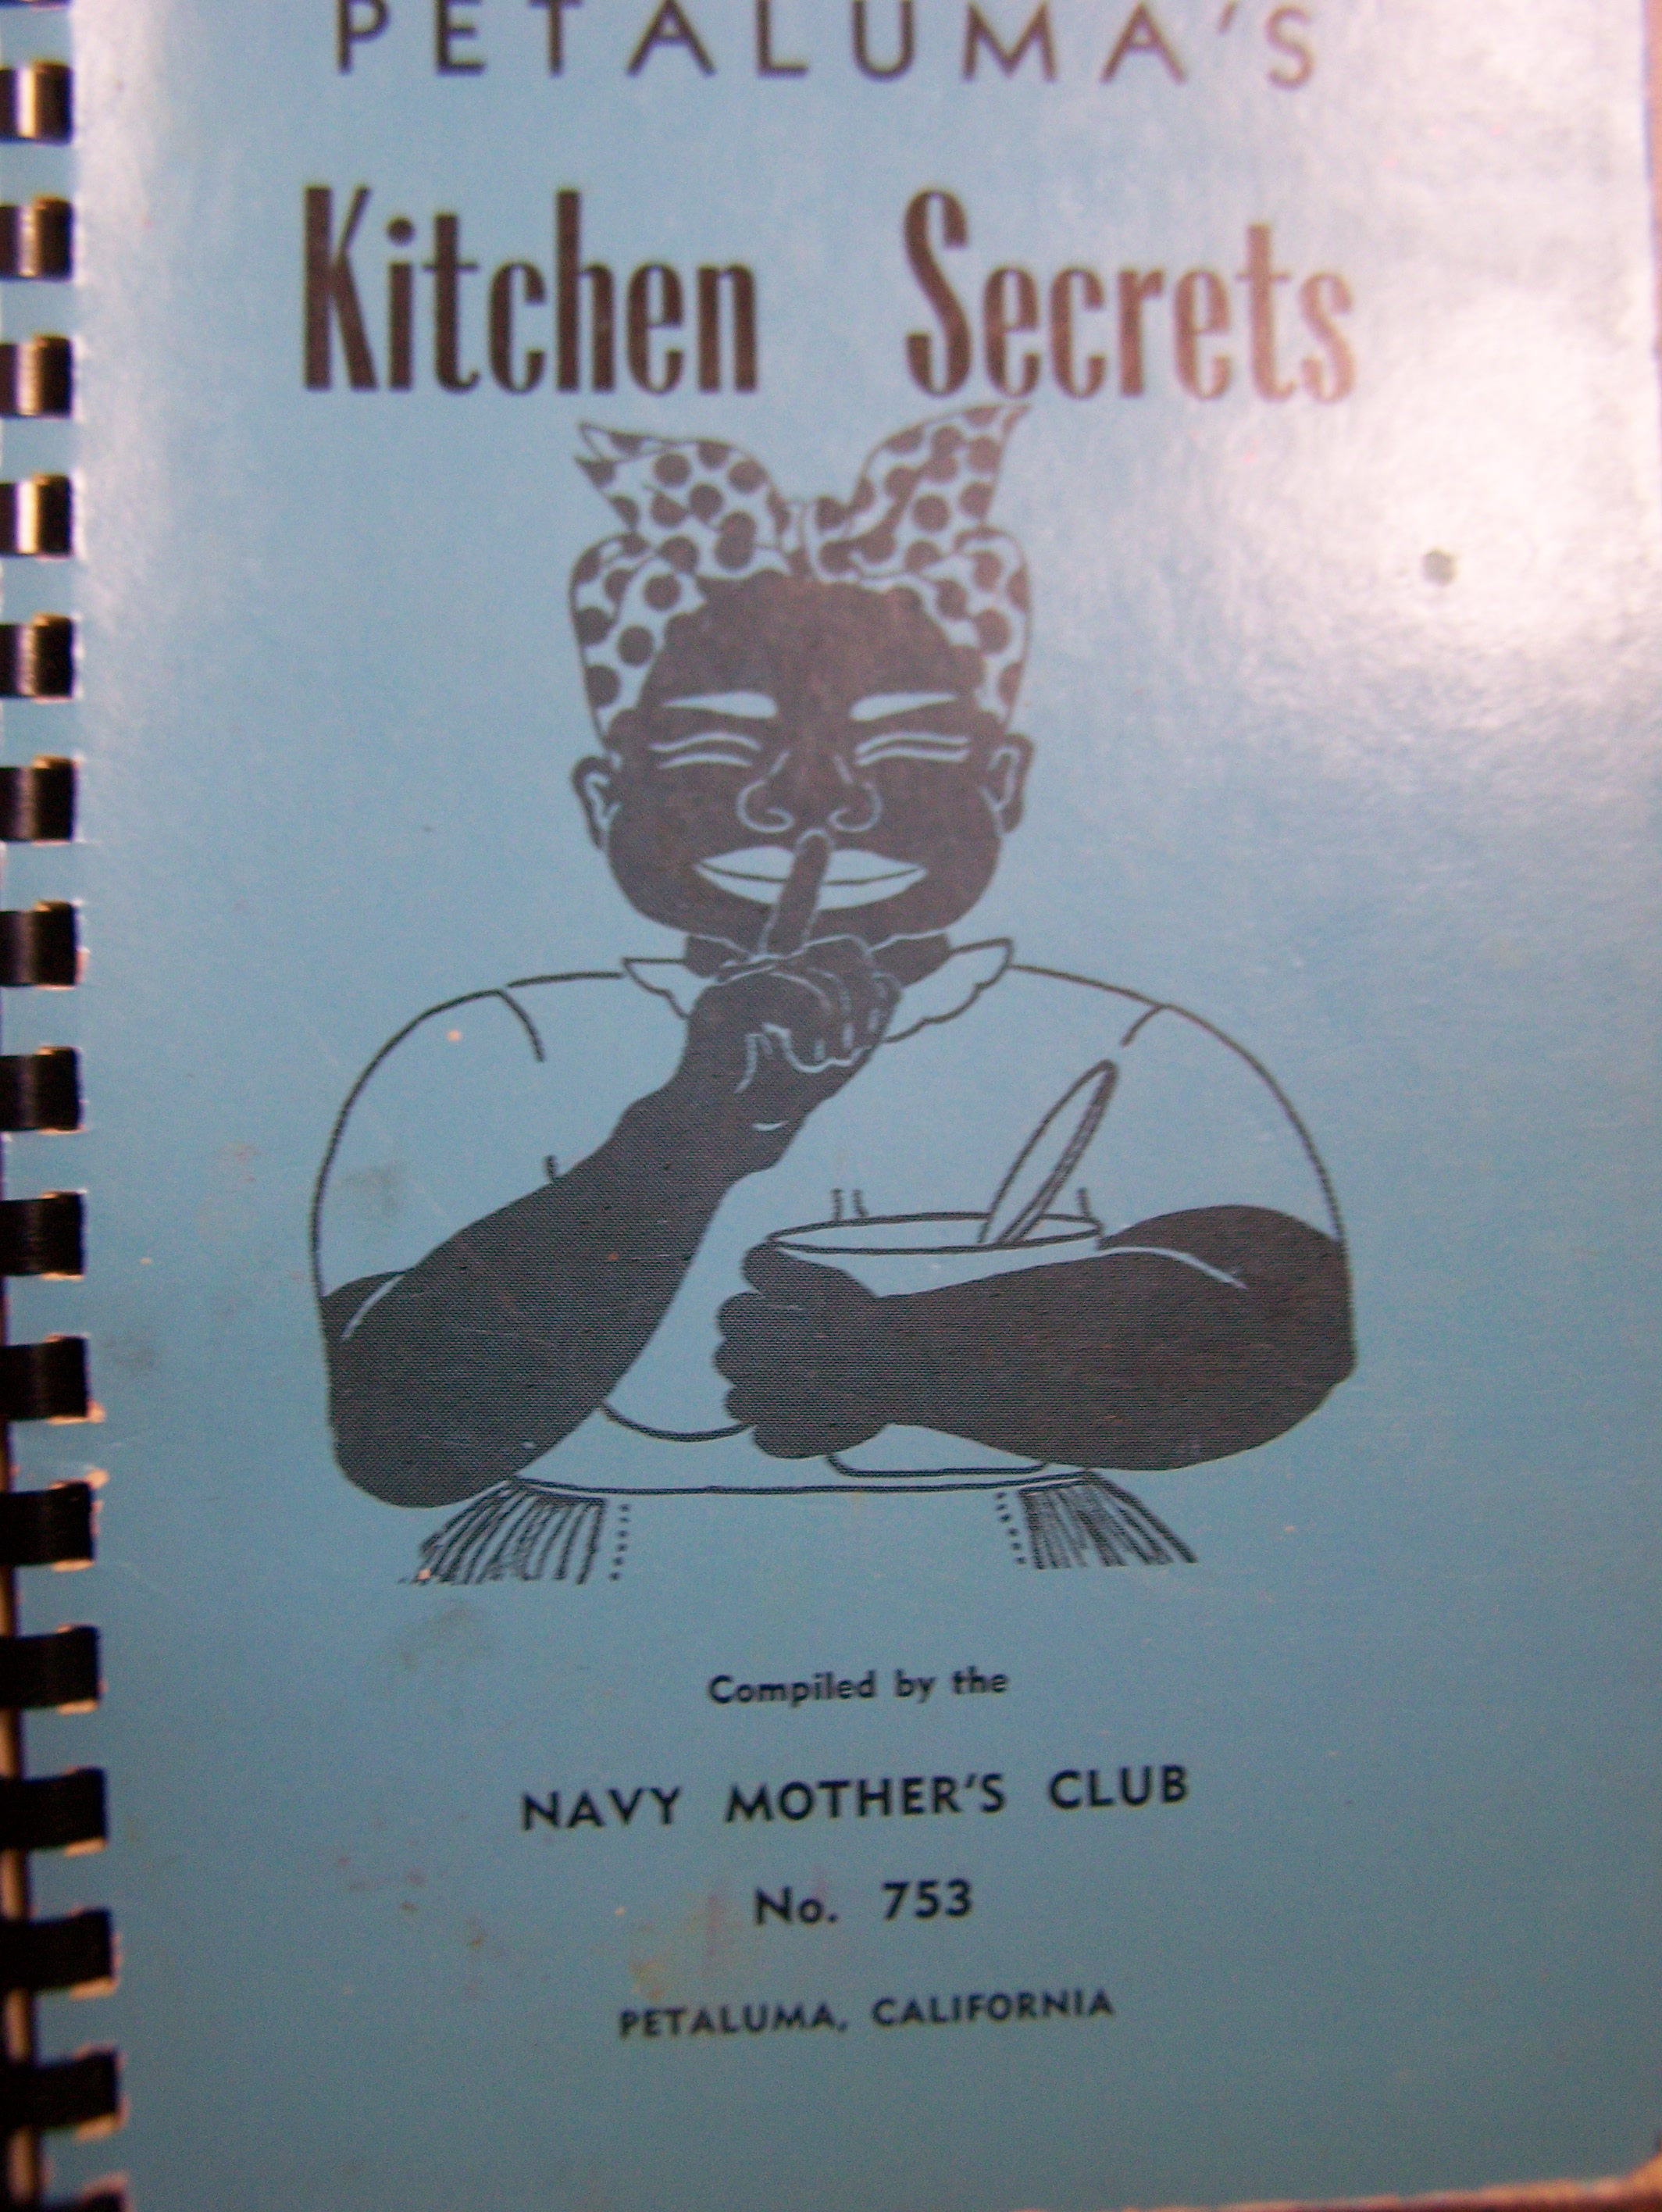 PETALUMA'S
Kitchen Secrets
Compiled by the
NAVY MOTHER'S CLUB
No. 753
PETALUMA, CALIFORNIA